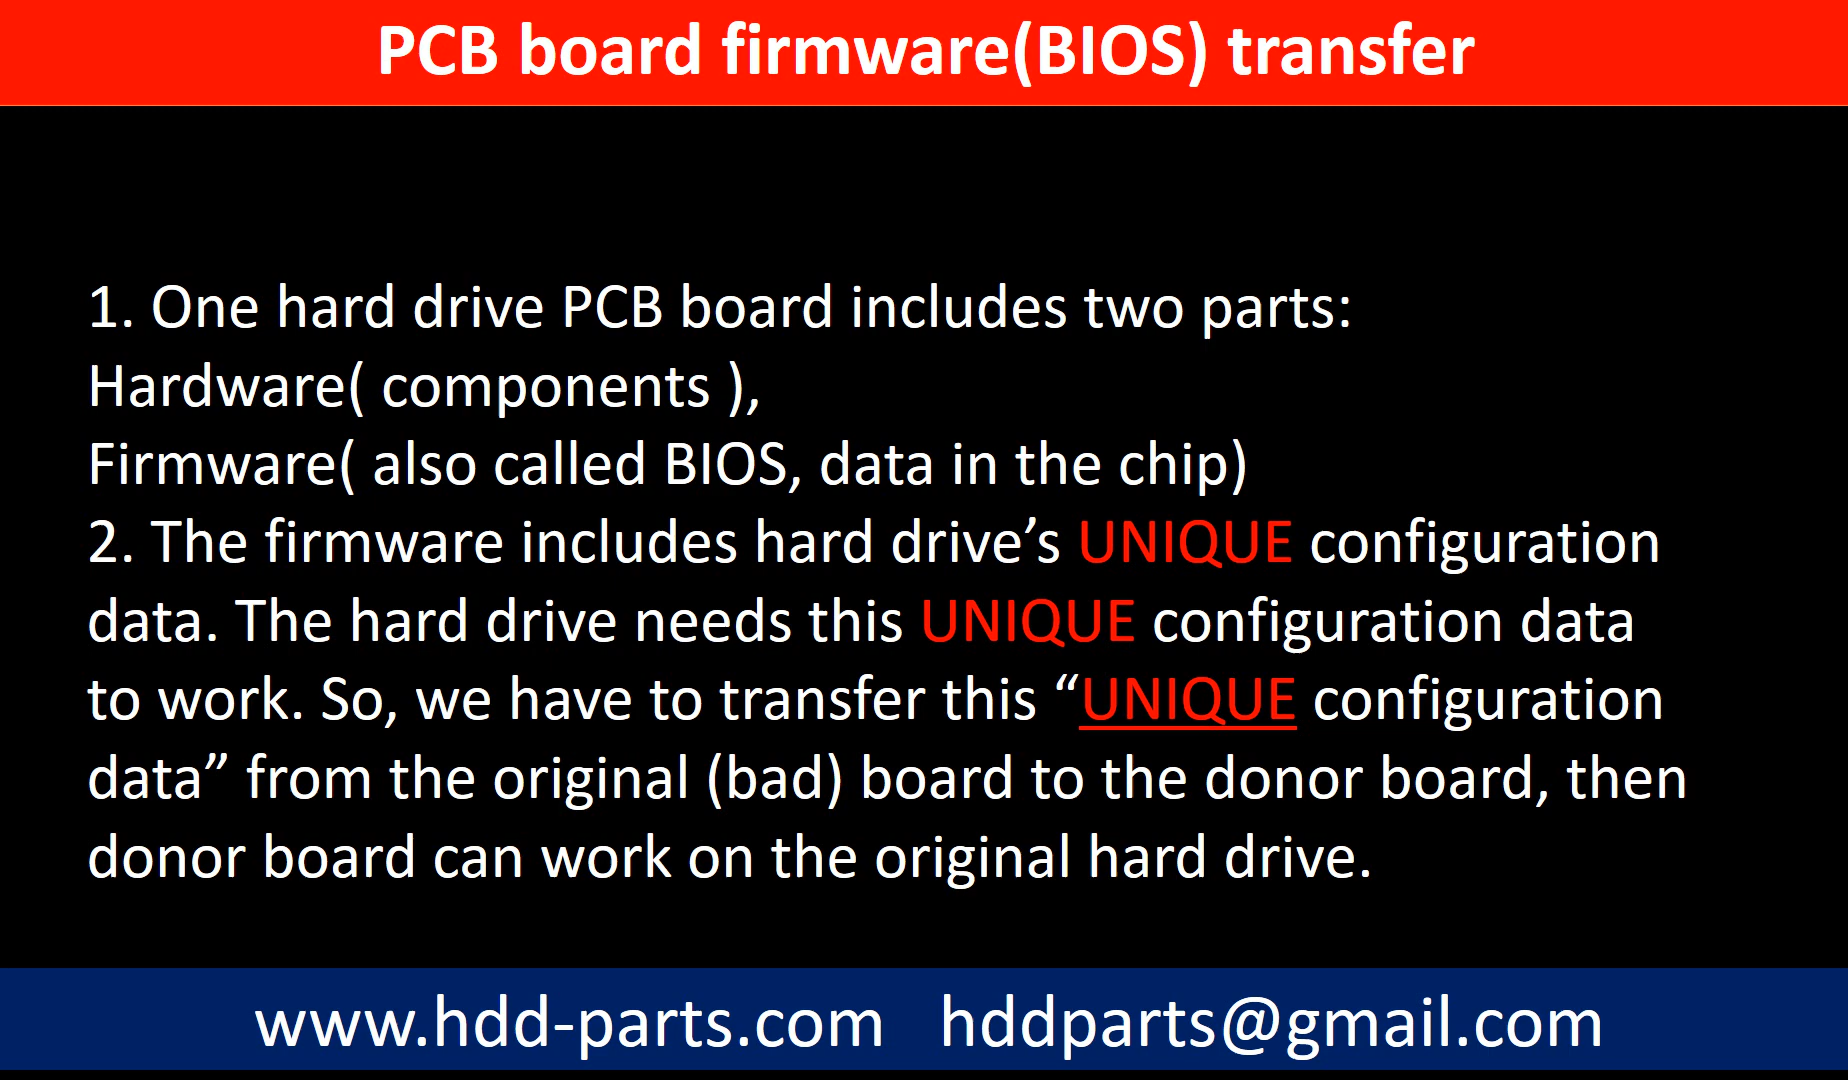 PCB board firmware(BIOS) transfer
1. One hard drive PCB board includes two parts:
Hardware( components ),
Firmware( also called BIOS, data in the chip)
2. The firmware includes hard drive’s UNIQUE configuration
data. The hard drive needs this UNIQUE configuration data
to work. So, we have to transfer this “UNIQUE configuration
data” from the original (bad) board to the donor board, then
donor board can work on the original hard drive.
www.hdd-parts.com hddparts@gmail.com